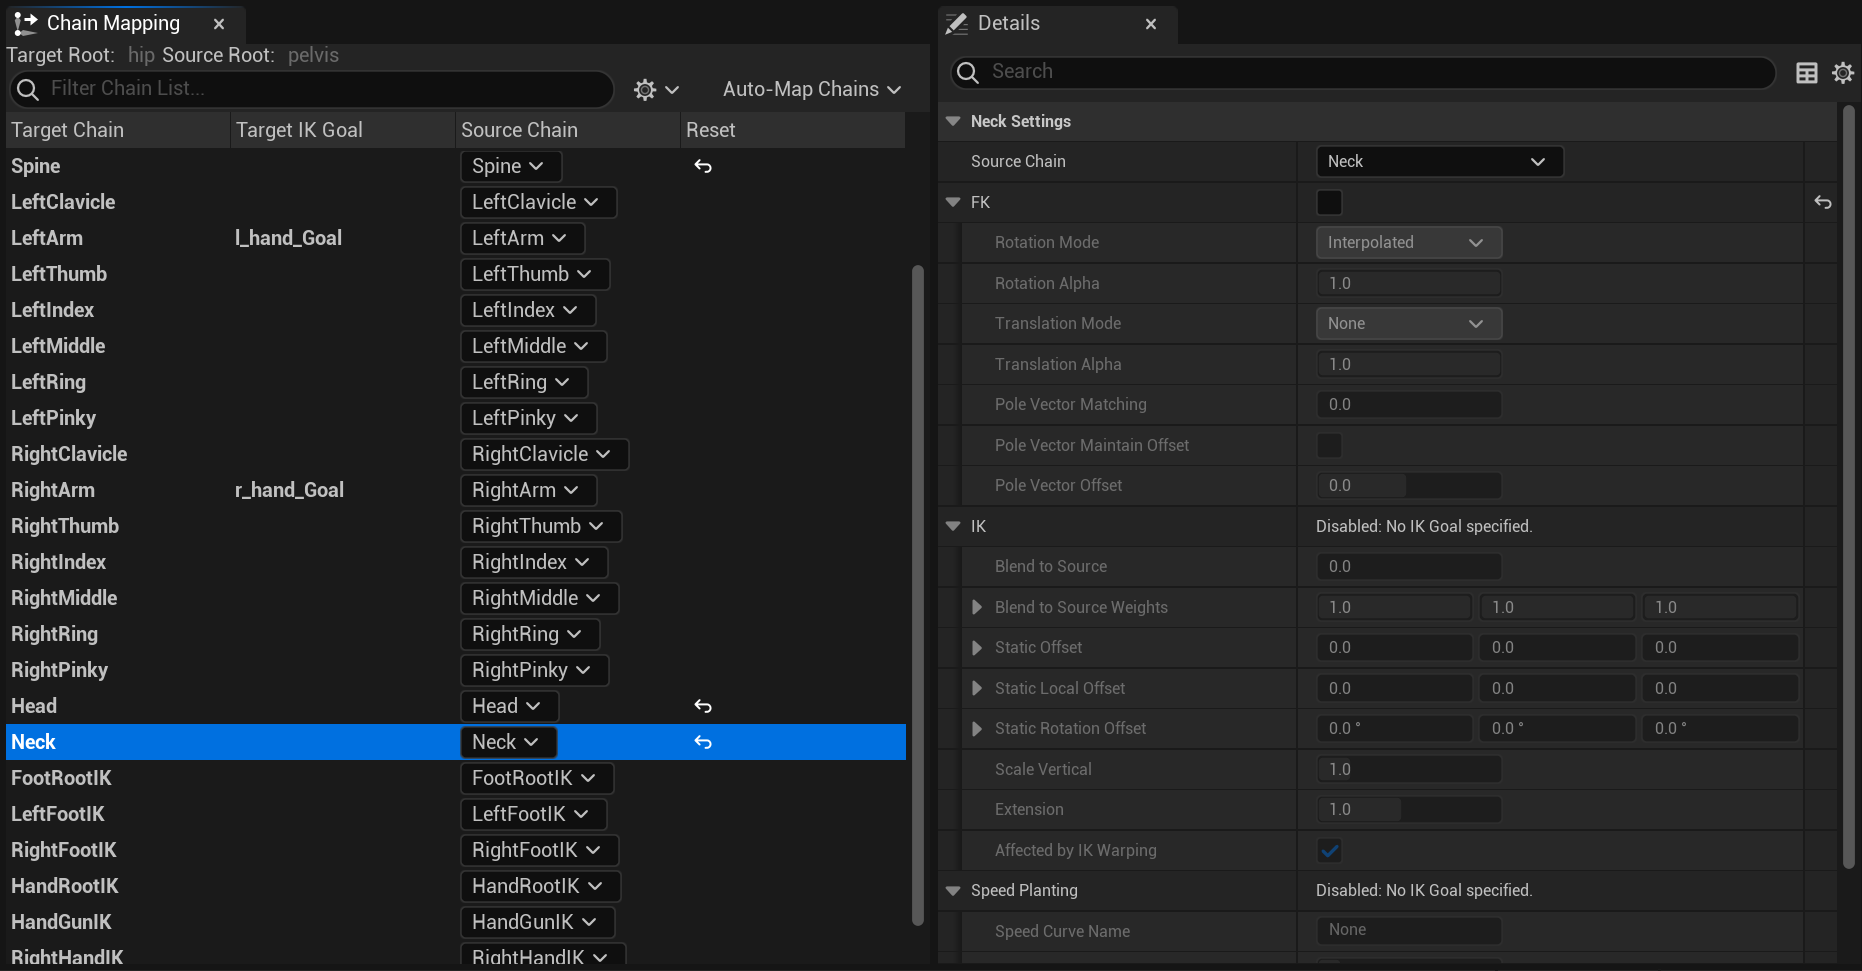 Chain Mapping
Target Root: hip Source Root: pelvis
Filter Chain List...
Auto-Map Chains
Target Chain Target IK Goal Source Chain Reset
Spine Spine
LeftClavicle LeftClavicle
LeftArm l_hand_Goal LeftArm
LeftThumb LeftThumb
LeftIndex LeftIndex
LeftMiddle LeftMiddle
LeftRing LeftRing
LeftPinky LeftPinky
RightClavicle RightClavicle
RightArm r_hand_Goal RightArm
RightThumb RightThumb
RightIndex RightIndex
RightMiddle RightMiddle
RightRing RightRing
RightPinky RightPinky
Head Head
Neck Neck
FootRootIK FootRootIK
LeftFootIK LeftFootIK
RightFootIK RightFootIK
HandRootIK HandRootIK
HandGunIK HandGunIK
RightHandIK RightHandIK
Details
Search
Neck Settings
Source Chain Neck
FK
Rotation Mode Interpolated
Rotation Alpha 1.0
Translation Mode None
Translation Alpha 1.0
Pole Vector Matching 0.0
Pole Vector Maintain Offset
Pole Vector Offset 0.0
IK Disabled: No IK Goal specified.
Blend to Source 0.0
Blend to Source Weights 1.0 1.0 1.0
Static Offset 0.0 0.0 0.0
Static Local Offset 0.0 0.0 0.0
Static Rotation Offset 0.0 ° 0.0 ° 0.0 °
Scale Vertical 1.0
Extension 1.0
Affected by IK Warping
Speed Planting Disabled: No IK Goal specified.
Speed Curve Name None